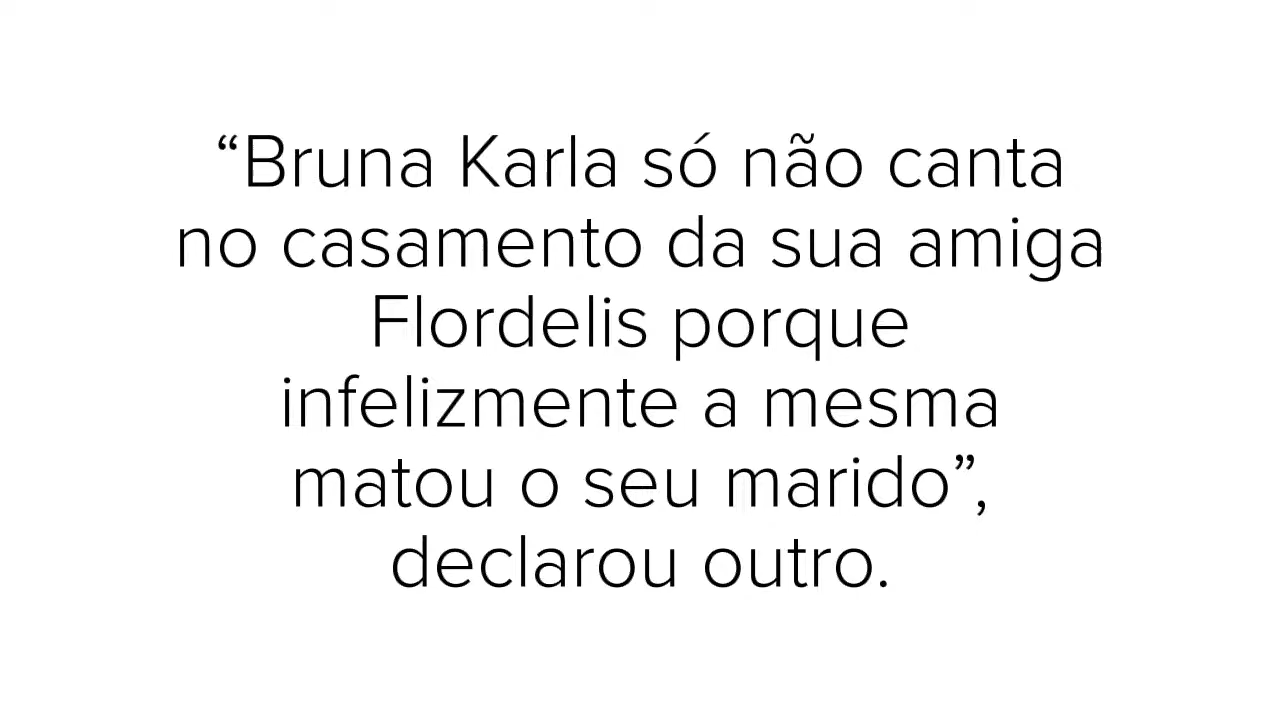 “Bruna Karla só não canta
no casamento da sua amiga
Flordelis porque
infelizmente a mesma
matou o seu marido”,
declarou outro.